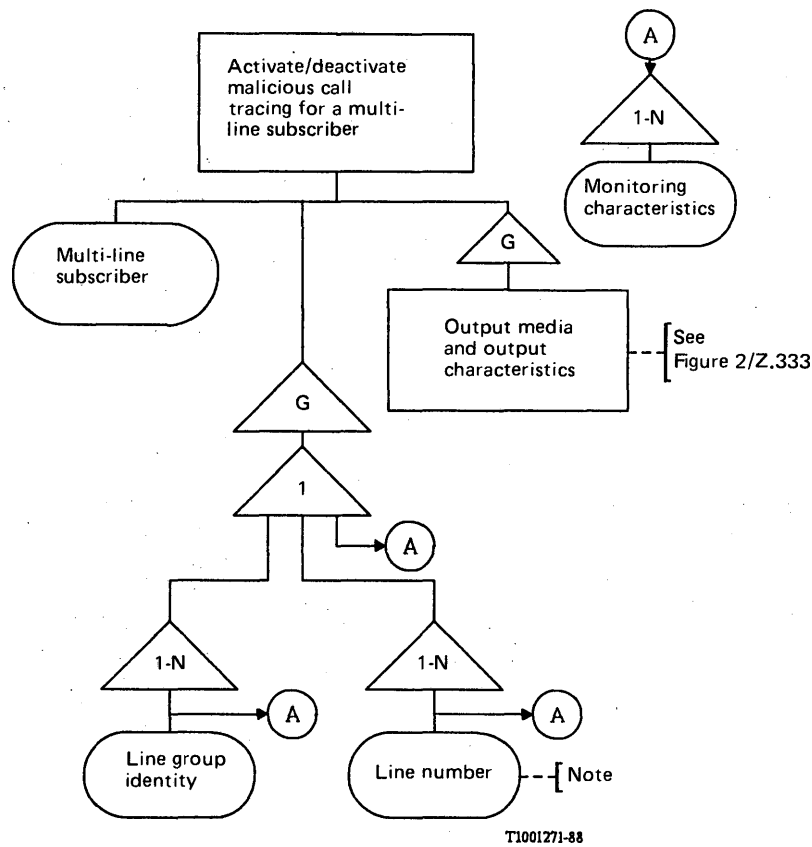 Activate/deactivate
malicious call
tracing for a multi-
line subscriber
A
1-N
Monitoring
characteristics
Multi-line
subscriber
G
Output media
and output
characteristics
See
Figure 2/Z.333
G
1
A
1-N
A
Line group
identity
1-N
A
Line number
Note
T1001271-88